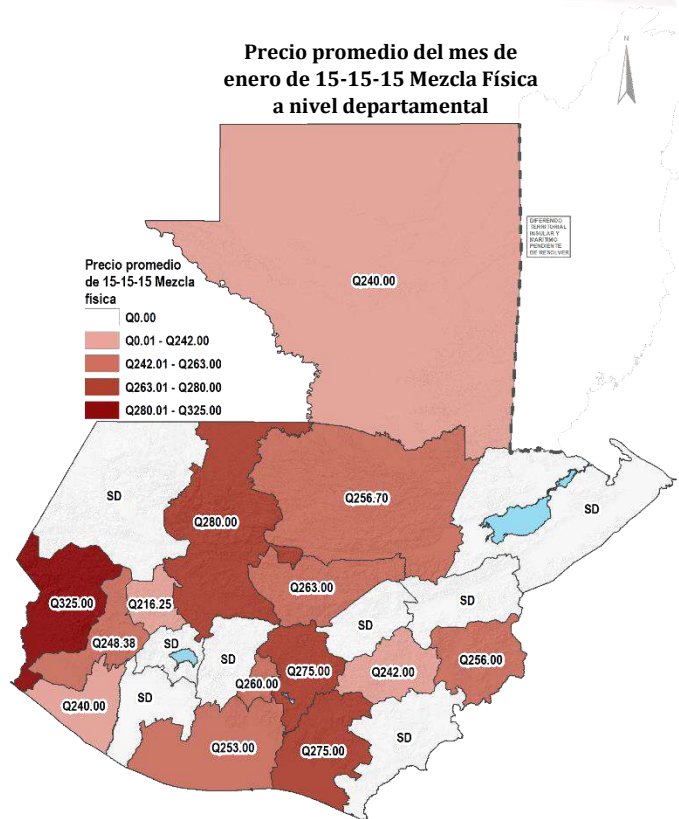 Precio promedio del mes de
enero de 15-15-15 Mezcla Física
a nivel departamental
N
DIFERENDO
TERRITORIAL
INSULAR Y
MARÍTIMO
PENDIENTE
DE RESOLVER
Precio promedio
de 15-15-15 Mezcla
física
Q0.00
Q0.01 - Q242.00
Q242.01 - Q263.00
Q263.01 - Q280.00
Q280.01 - Q325.00
Q240.00
SD
Q280.00
Q256.70
SD
Q325.00
Q216.25
Q263.00
SD
Q248.38
SD
SD
Q275.00
SD
Q242.00
Q256.00
Q240.00
SD
Q260.00
Q253.00
Q275.00
SD